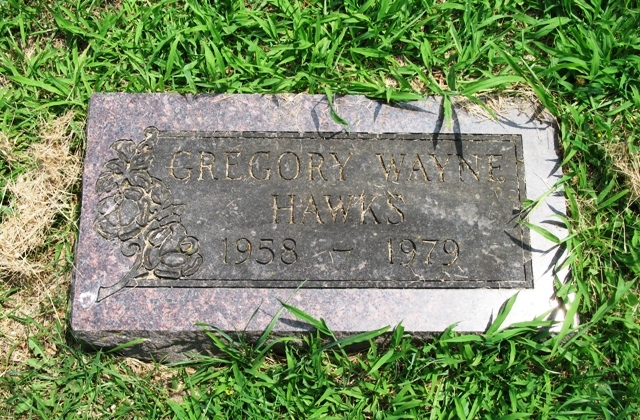 GREGORY WAYNE
HAWKS
1958 — 1979